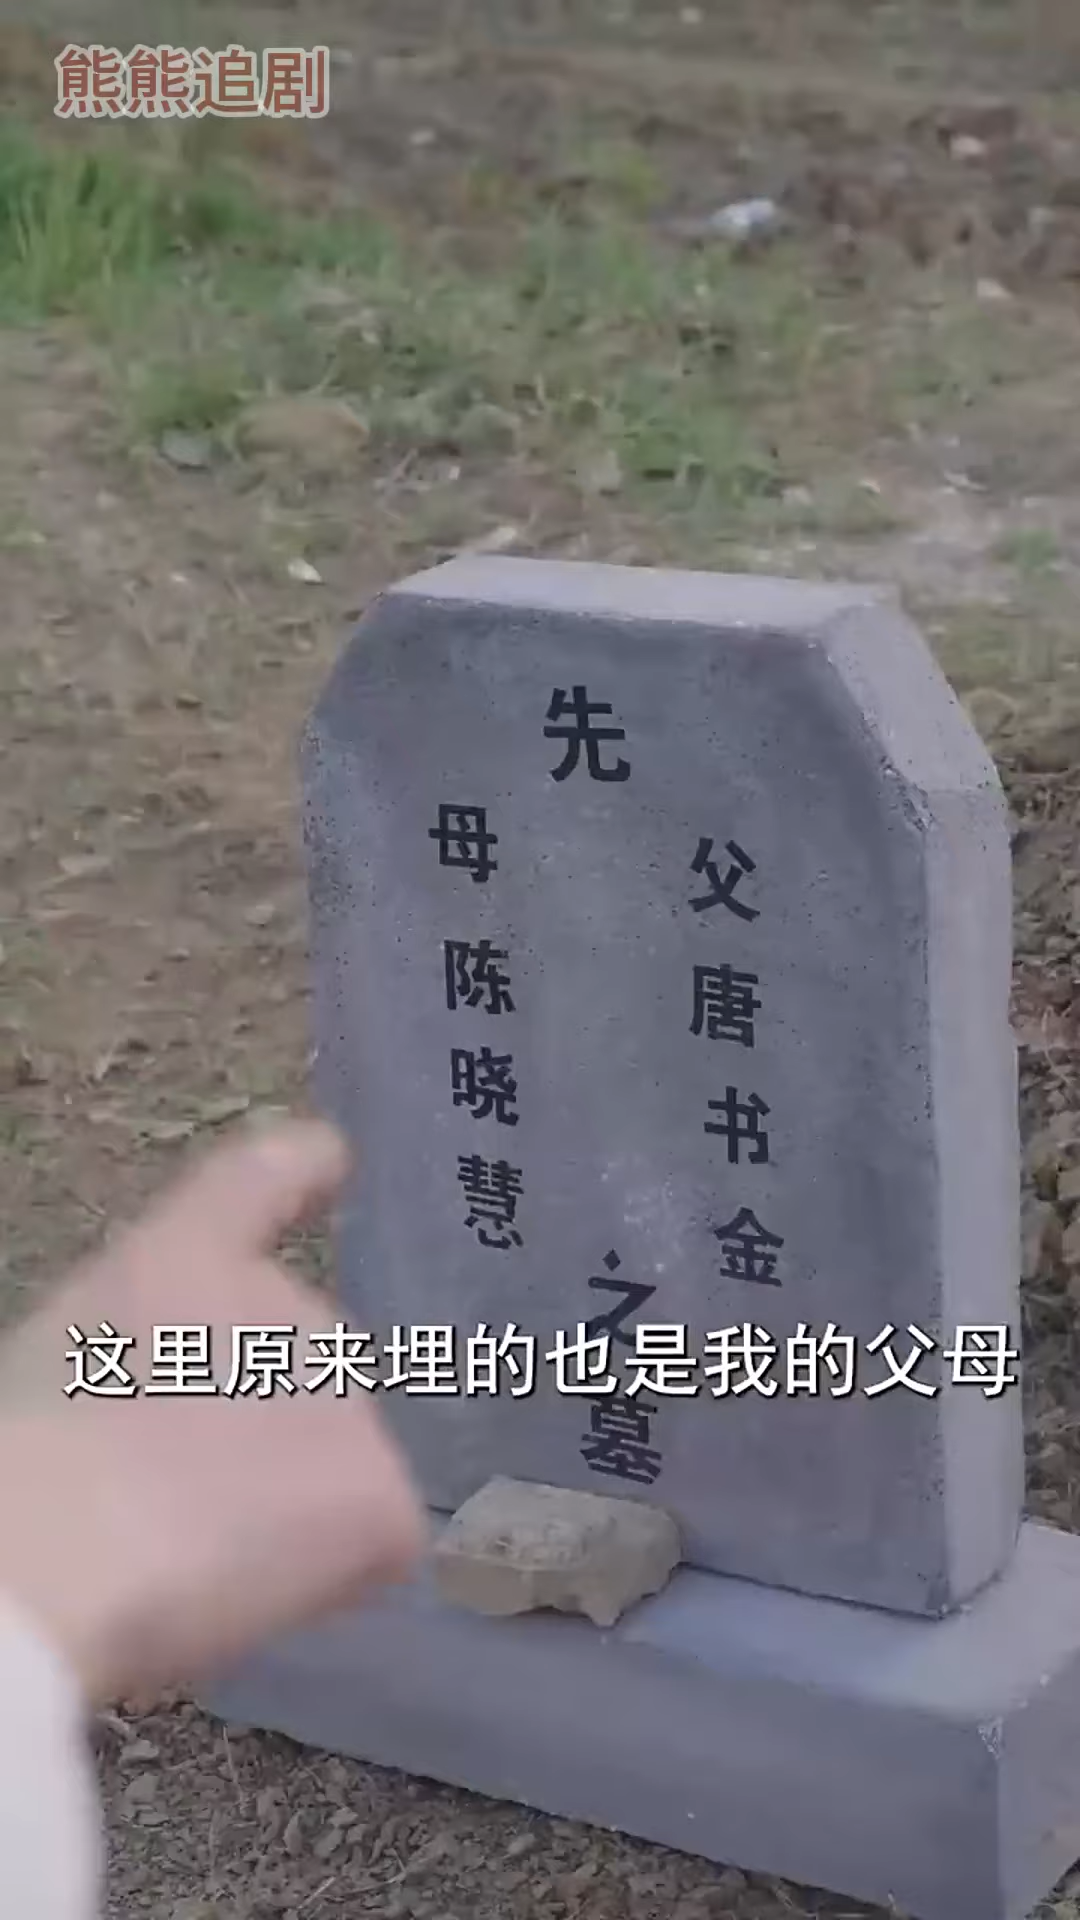 熊熊追剧
先
父唐书金
母陈晓慧
之墓
这里原来埋的也是我的父母